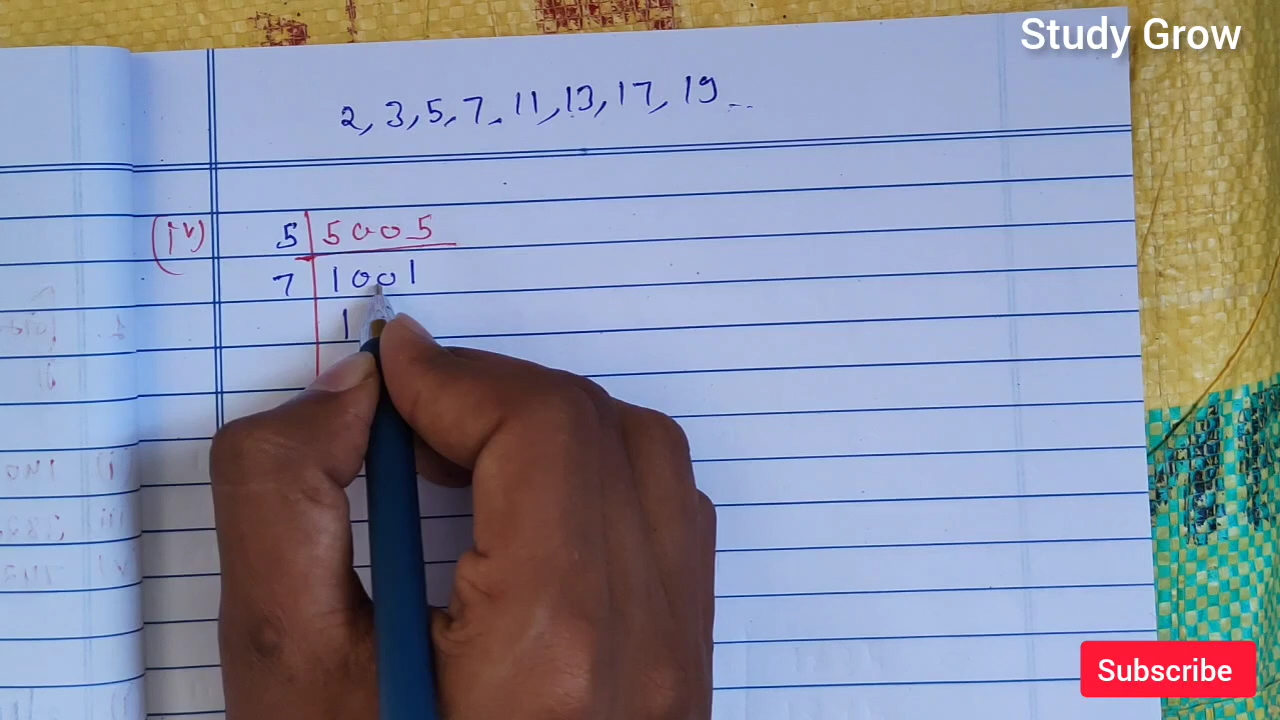 Study Grow
2, 3, 5, 7, 11, 13, 17, 19 ...
(iv) 5 | 5005
7 | 1001
1
Subscribe